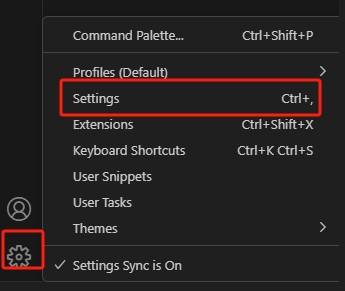 Command Palette... Ctrl+Shift+P
Profiles (Default)
Settings Ctrl+,
Extensions Ctrl+Shift+X
Keyboard Shortcuts Ctrl+K Ctrl+S
User Snippets
User Tasks
Themes
Settings Sync is On